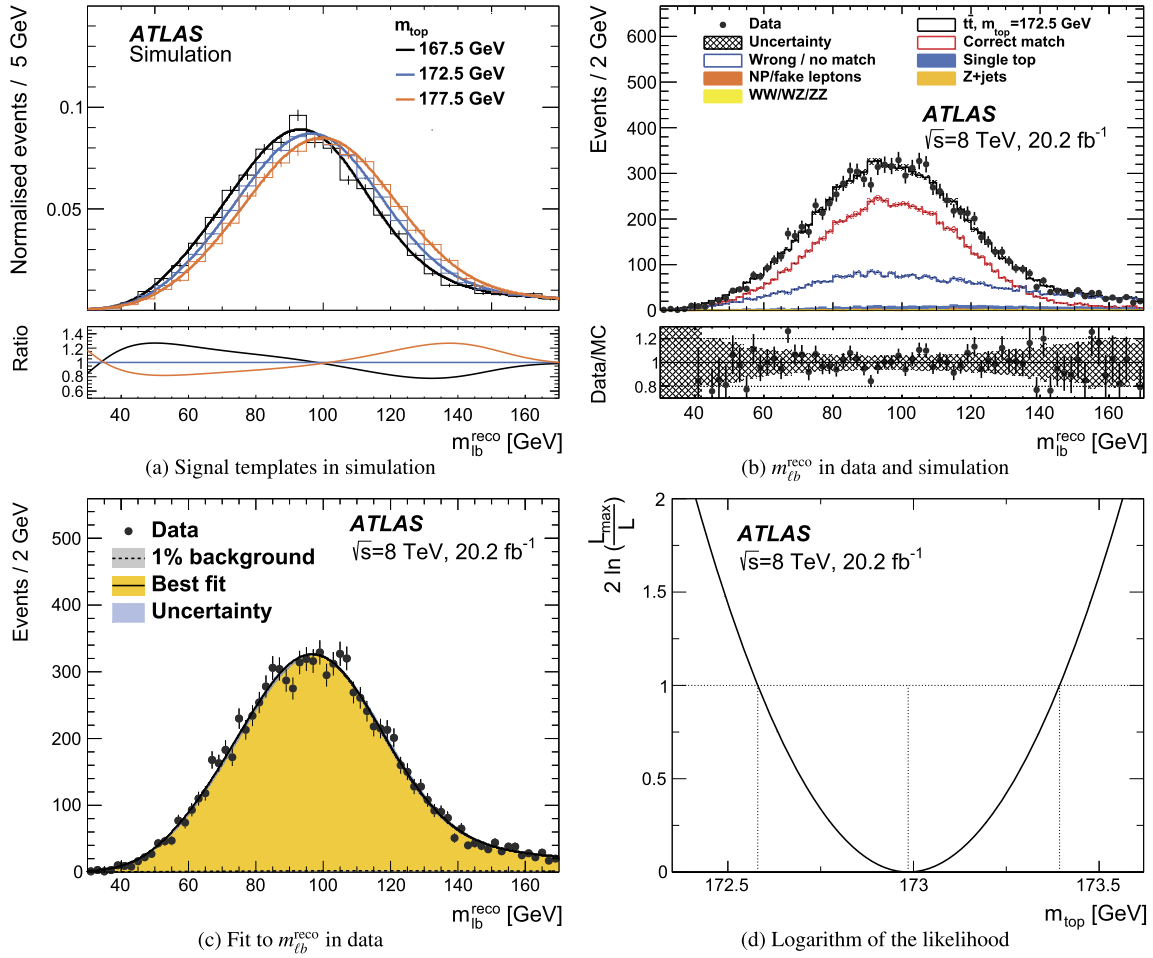 ATLAS
Simulation
m_top
167.5 GeV
172.5 GeV
177.5 GeV
Normalised events / 5 GeV
0.1
0.05
Ratio
1.4
1.2
1
0.8
0.6
40 60 80 100 120 140 160
m_lb^reco [GeV]
(a) Signal templates in simulation
Events / 2 GeV
600
500
400
300
200
100
0
Data
Uncertainty
Wrong / no match
NP/fake leptons
WW/WZ/ZZ
tt̄, m_top=172.5 GeV
Correct match
Single top
Z+jets
ATLAS
√s=8 TeV, 20.2 fb⁻¹
Data/MC
1.2
1
0.8
40 60 80 100 120 140 160
m_lb^reco [GeV]
(b) m_ℓb^reco in data and simulation
Events / 2 GeV
500
400
300
200
100
0
Data
1% background
Best fit
Uncertainty
ATLAS
√s=8 TeV, 20.2 fb⁻¹
40 60 80 100 120 140 160
m_lb^reco [GeV]
(c) Fit to m_ℓb^reco in data
2 ln (L_max/L)
2
1.5
1
0.5
0
ATLAS
√s=8 TeV, 20.2 fb⁻¹
172.5 173 173.5
m_top [GeV]
(d) Logarithm of the likelihood